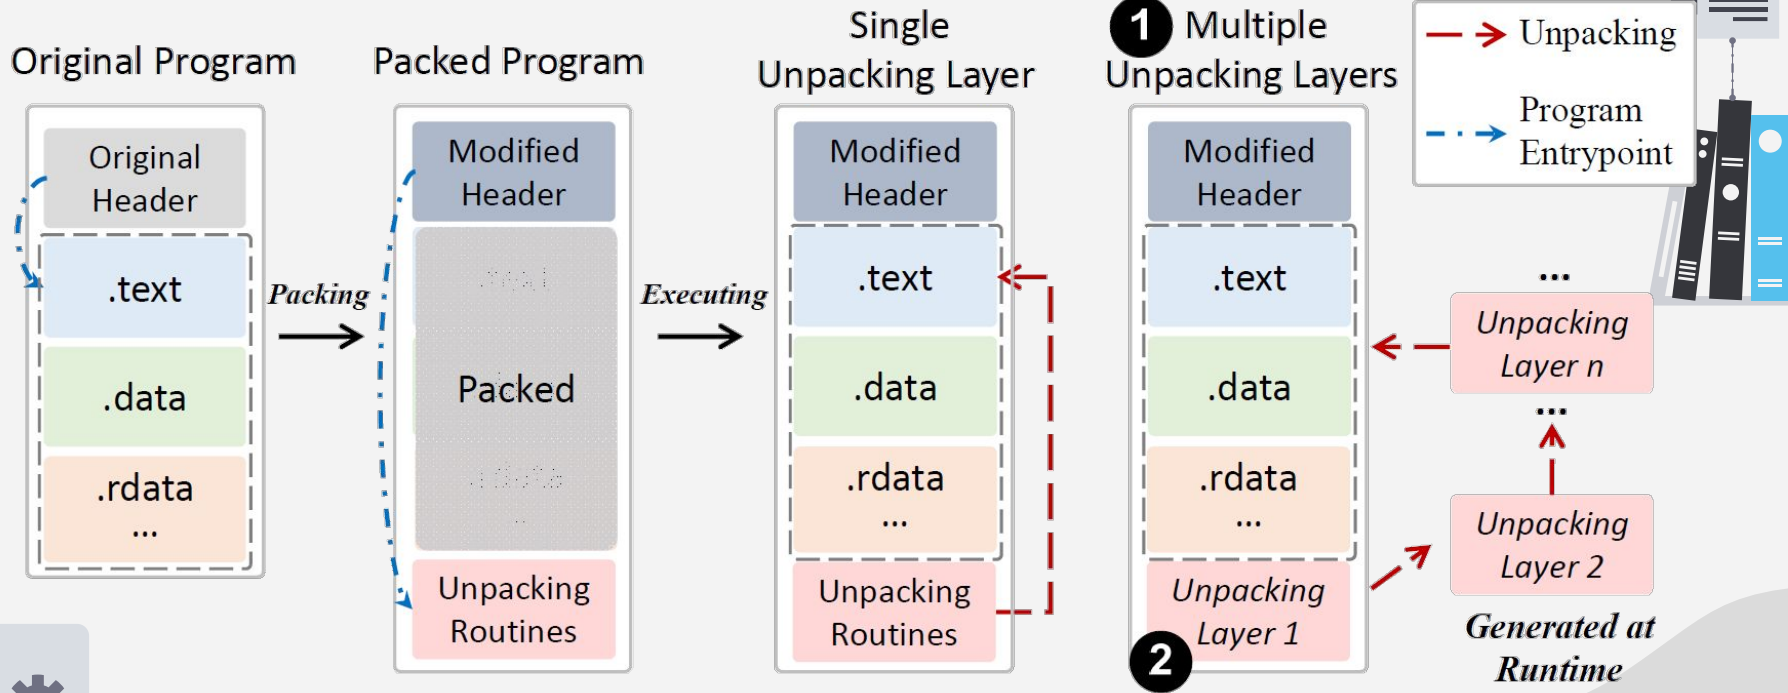 Original Program
Original
Header
.text
.data
.rdata
...
Packing
Packed Program
Modified
Header
Packed
Unpacking
Routines
Executing
Single
Unpacking Layer
Modified
Header
.text
.data
.rdata
...
Unpacking
Routines
1 Multiple
Unpacking Layers
Modified
Header
.text
.data
.rdata
...
Unpacking
Layer 1
2
Unpacking
Program
Entrypoint
...
Unpacking
Layer n
...
Unpacking
Layer 2
Generated at
Runtime